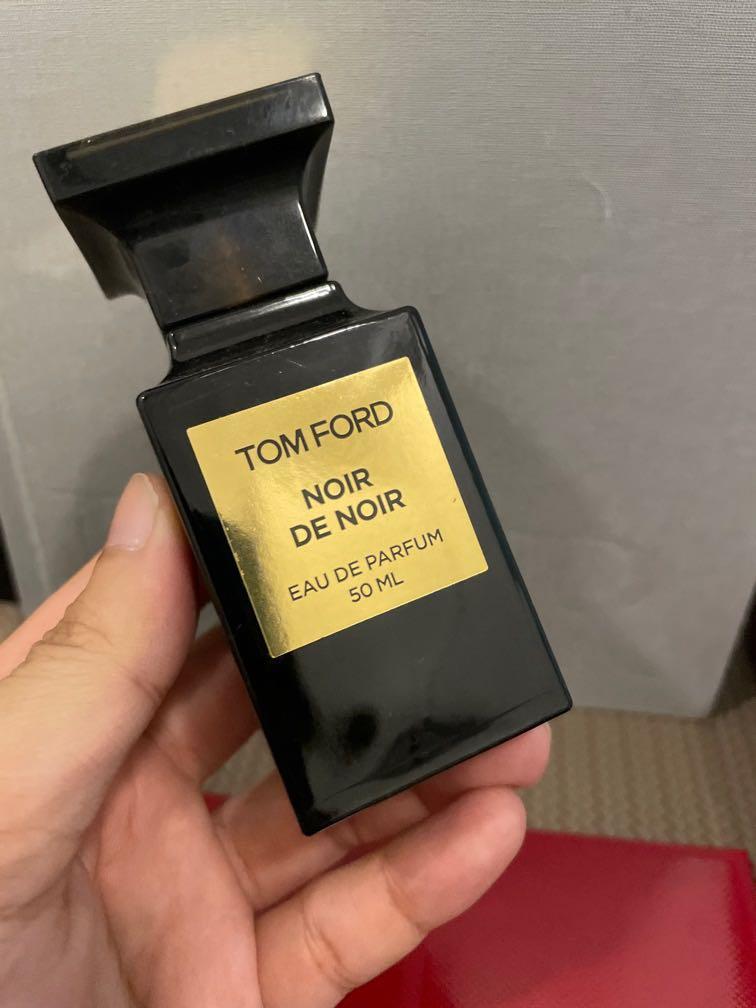 TOM FORD
NOIR
DE NOIR
EAU DE PARFUM
50 ML